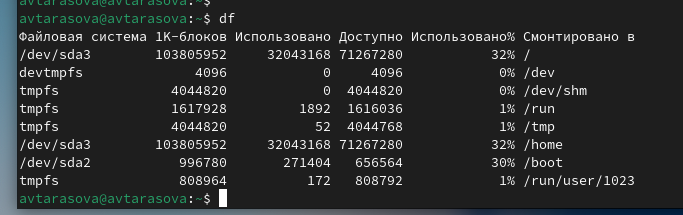 avtarasova@avtarasova:~$
avtarasova@avtarasova:~$ df
Файловая система 1K-блоков Использовано Доступно Использовано% Смонтировано в
/dev/sda3 103805952 32043168 71267280 32% /
devtmpfs 4096 0 4096 0% /dev
tmpfs 4044820 0 4044820 0% /dev/shm
tmpfs 1617928 1892 1616036 1% /run
tmpfs 4044820 52 4044768 1% /tmp
/dev/sda3 103805952 32043168 71267280 32% /home
/dev/sda2 996780 271404 656564 30% /boot
tmpfs 808964 172 808792 1% /run/user/1023
avtarasova@avtarasova:~$